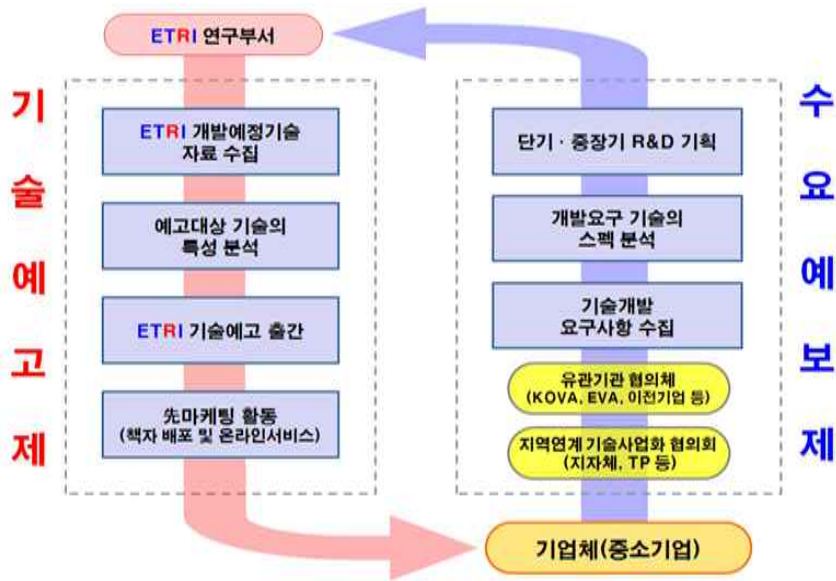 ETRI 연구부서
기
술
예
고
제
ETRI 개발예정기술
자료 수집
예고대상 기술의
특성 분석
ETRI 기술예고 출간
先마케팅 활동
(책자 배포 및 온라인서비스)
단기 · 중장기 R&D 기획
개발요구 기술의
스펙 분석
기술개발
요구사항 수집
유관기관 협의체
(KOVA, EVA, 이전기업 등)
지역연계 기술사업화 협의회
(지자체, TP 등)
기업체(중소기업)
수
요
예
보
제